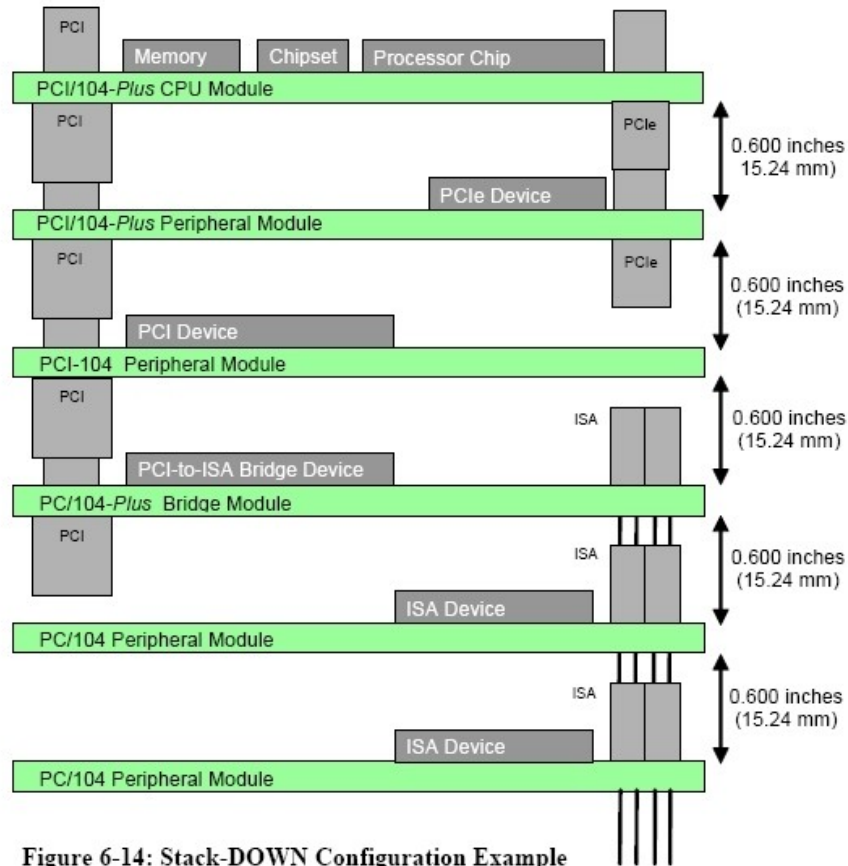 PCI
Memory
Chipset
Processor Chip
PCI/104-Plus CPU Module
PCI
PCIe
0.600 inches
15.24 mm)
PCIe Device
PCI/104-Plus Peripheral Module
PCI
PCIe
0.600 inches
(15.24 mm)
PCI Device
PCI-104 Peripheral Module
PCI
ISA
0.600 inches
(15.24 mm)
PCI-to-ISA Bridge Device
PC/104-Plus Bridge Module
PCI
ISA
0.600 inches
(15.24 mm)
ISA Device
PC/104 Peripheral Module
ISA
0.600 inches
(15.24 mm)
ISA Device
PC/104 Peripheral Module
Figure 6-14: Stack-DOWN Configuration Example